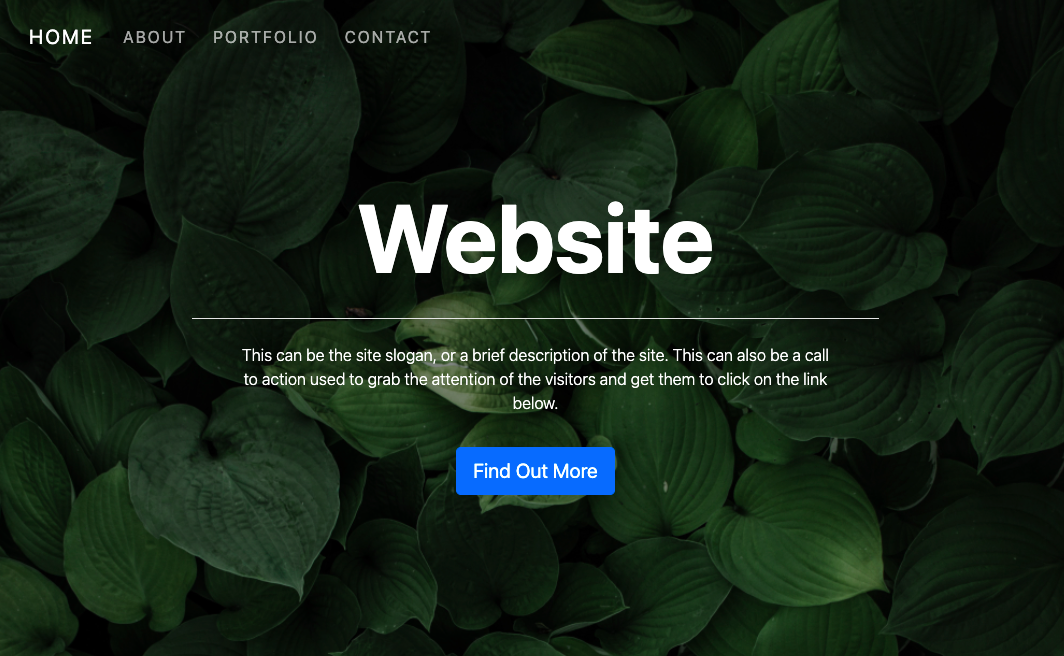 HOME ABOUT PORTFOLIO CONTACT
Website
This can be the site slogan, or a brief description of the site. This can also be a call
to action used to grab the attention of the visitors and get them to click on the link
below.
Find Out More